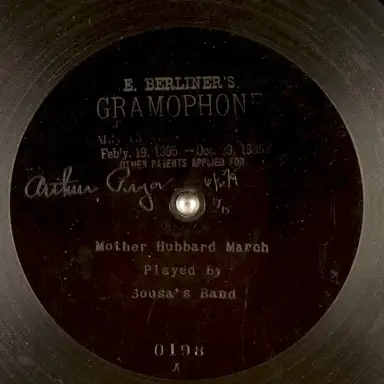 E. BERLINER'S
GRAMOPHONE
Feb'y. 19. 1895. — Oct. 29. 1895.
OTHER PATENTS APPLIED FOR
Arthur Pryor
Mother Hubbard March
Played by
Sousa's Band
0198
A